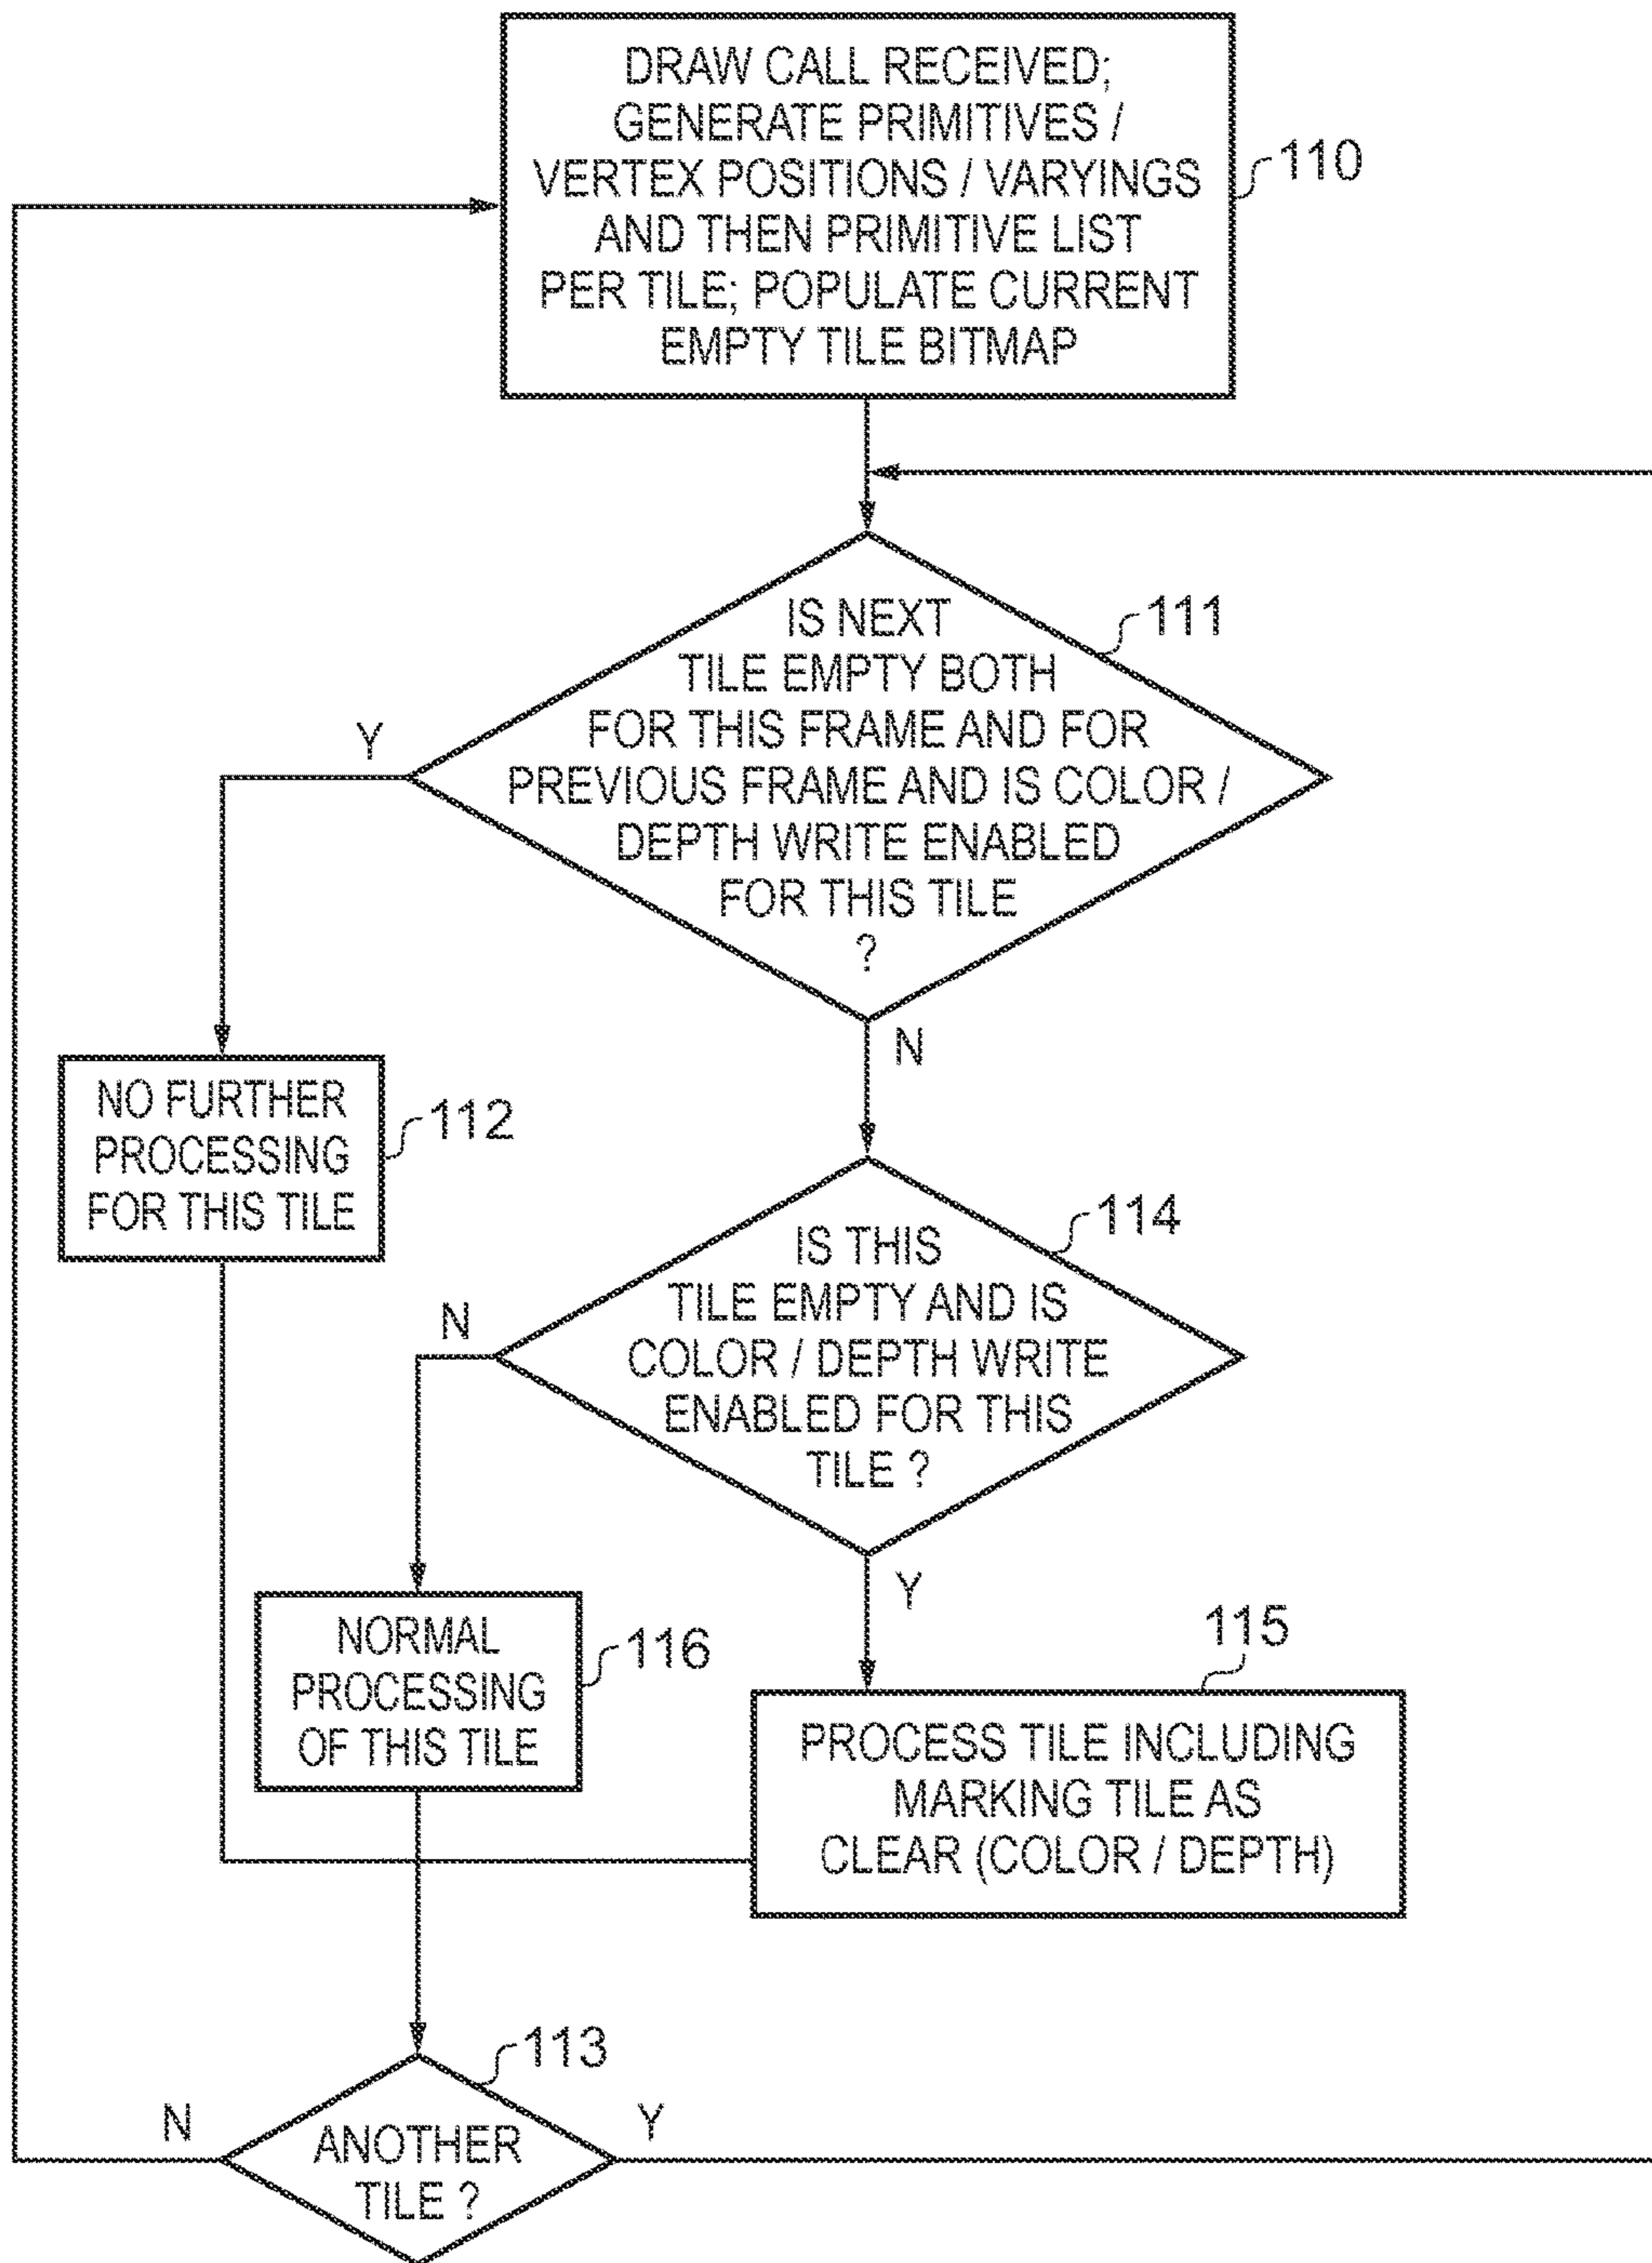 DRAW CALL RECEIVED;
GENERATE PRIMITIVES /
VERTEX POSITIONS / VARYINGS
AND THEN PRIMITIVE LIST
PER TILE; POPULATE CURRENT
EMPTY TILE BITMAP
110
IS NEXT
TILE EMPTY BOTH
FOR THIS FRAME AND FOR
PREVIOUS FRAME AND IS COLOR /
DEPTH WRITE ENABLED
FOR THIS TILE
?
111
Y
N
NO FURTHER
PROCESSING
FOR THIS TILE
112
IS THIS
TILE EMPTY AND IS
COLOR / DEPTH WRITE
ENABLED FOR THIS
TILE ?
114
N
Y
NORMAL
PROCESSING
OF THIS TILE
116
115
PROCESS TILE INCLUDING
MARKING TILE AS
CLEAR (COLOR / DEPTH)
113
N
ANOTHER
TILE ?
Y